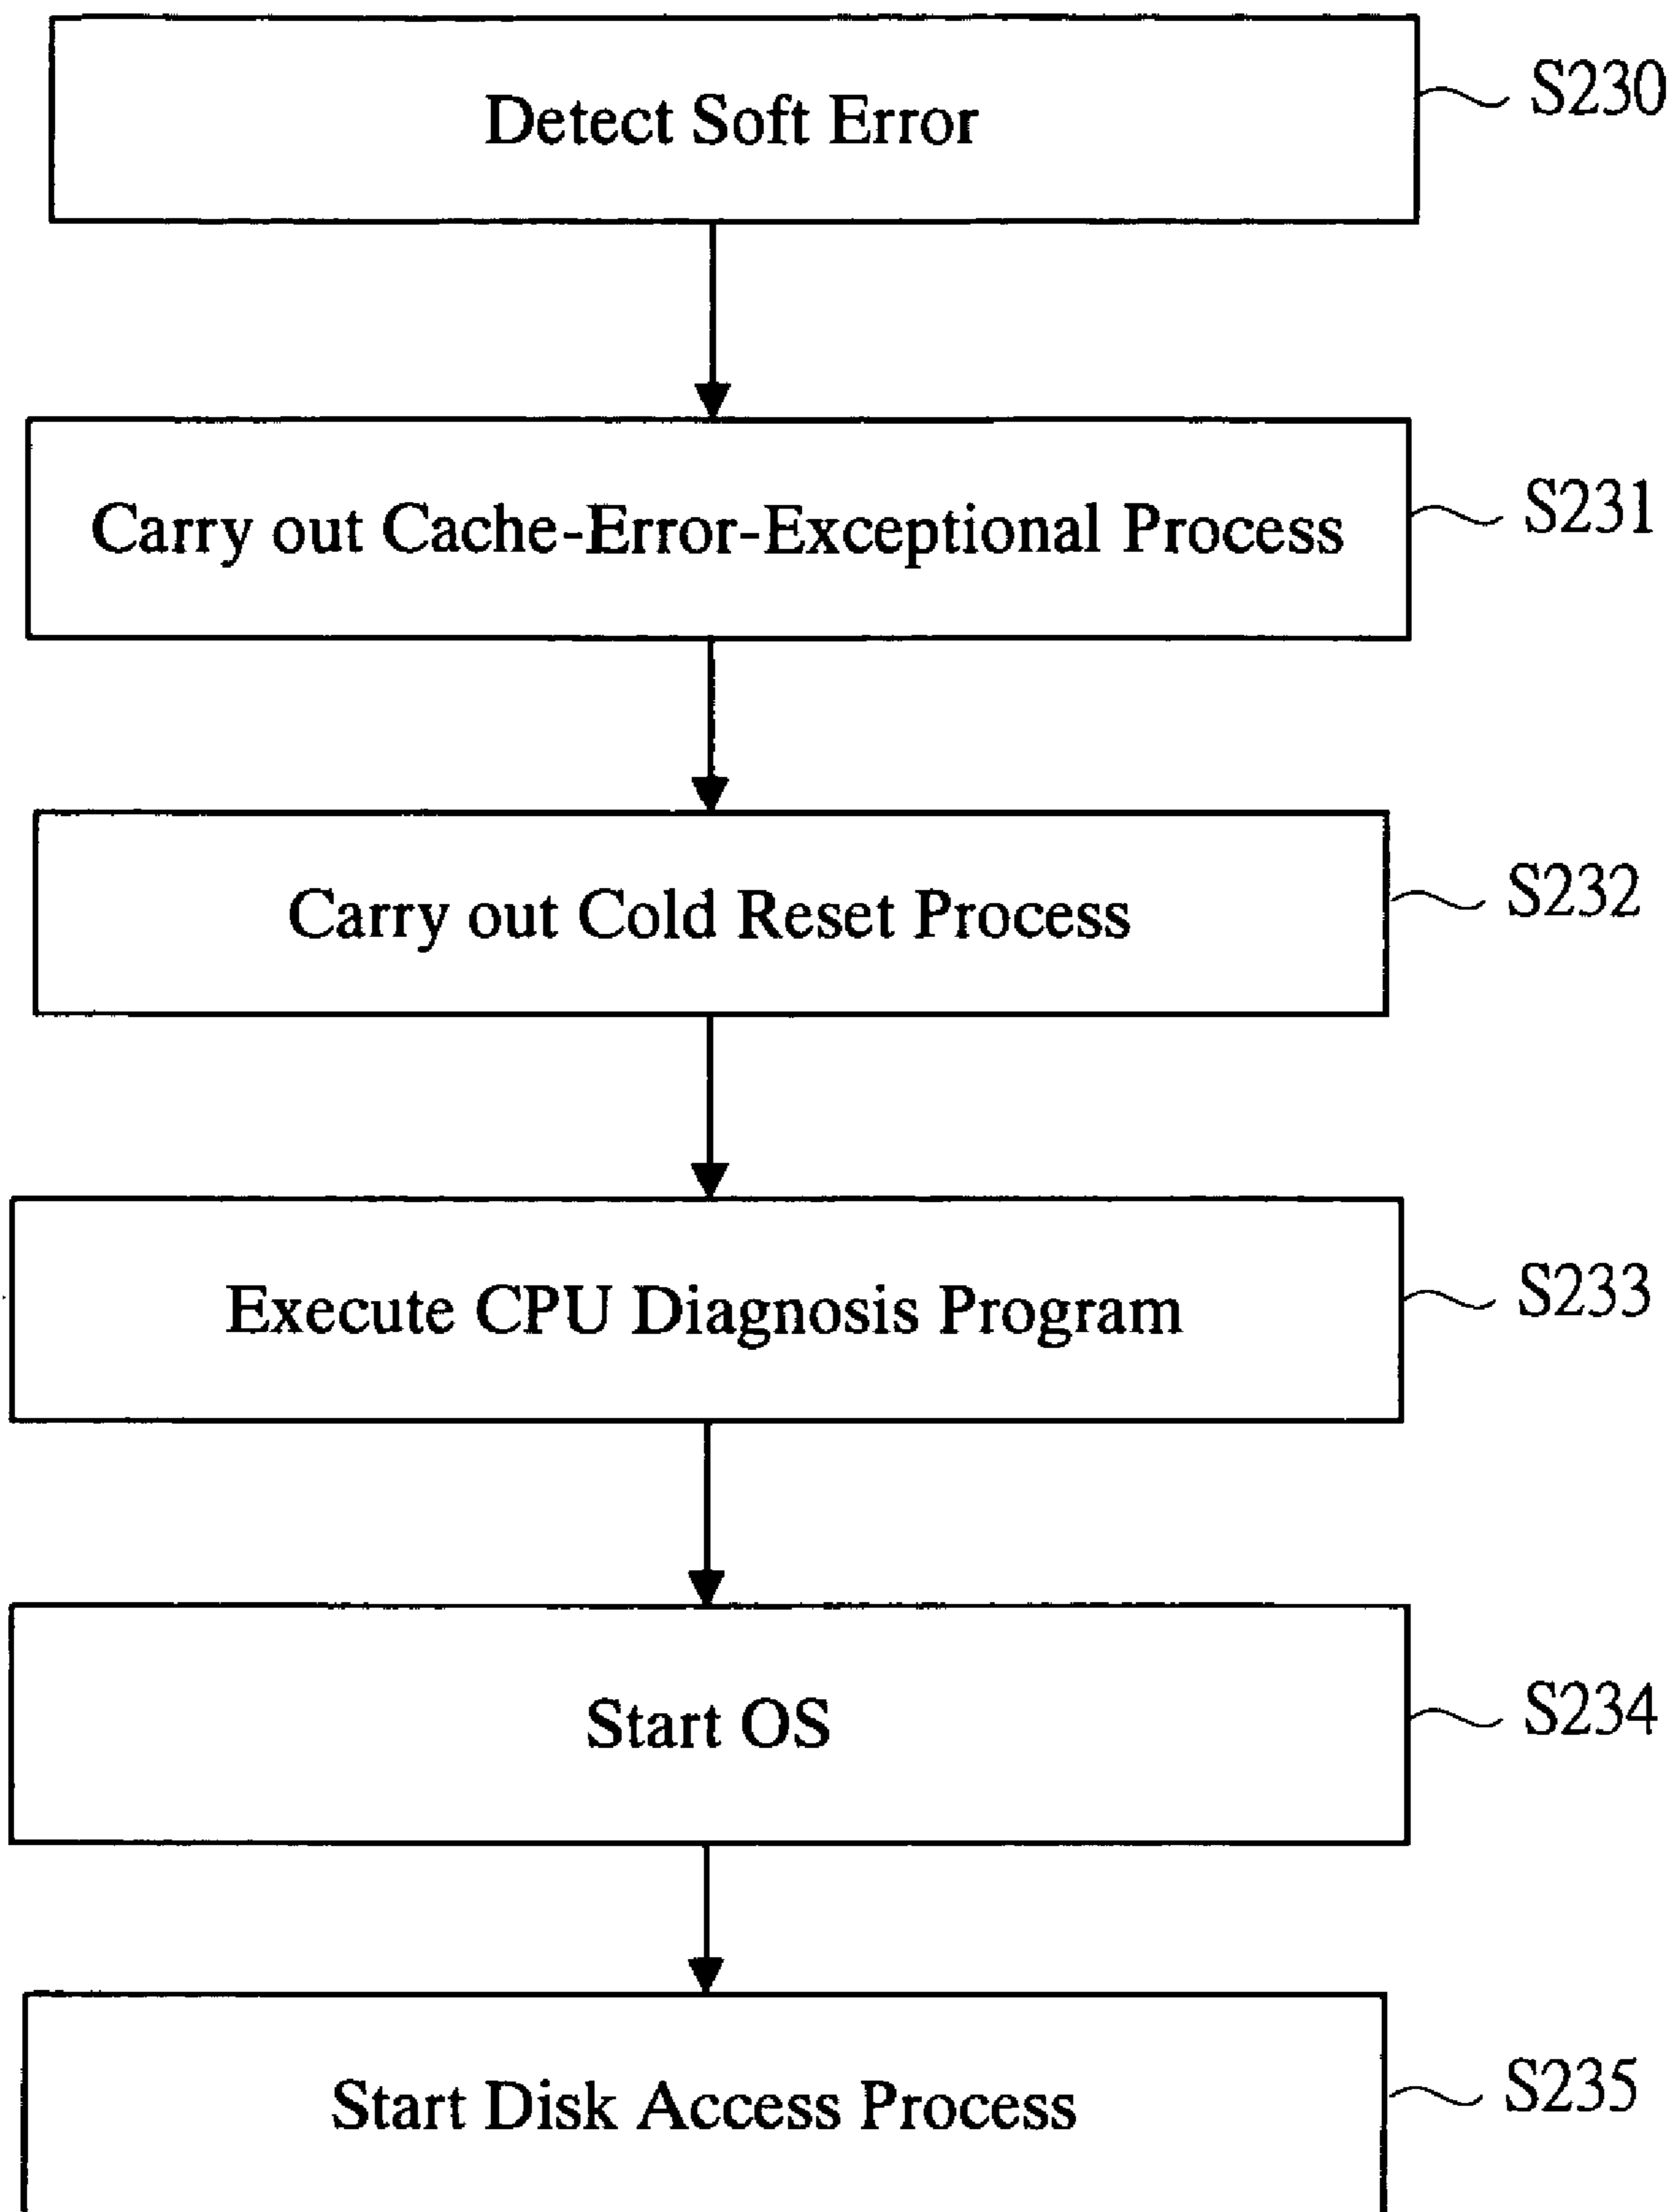 Detect Soft Error
S230
Carry out Cache-Error-Exceptional Process
S231
Carry out Cold Reset Process
S232
Execute CPU Diagnosis Program
S233
Start OS
S234
Start Disk Access Process
S235